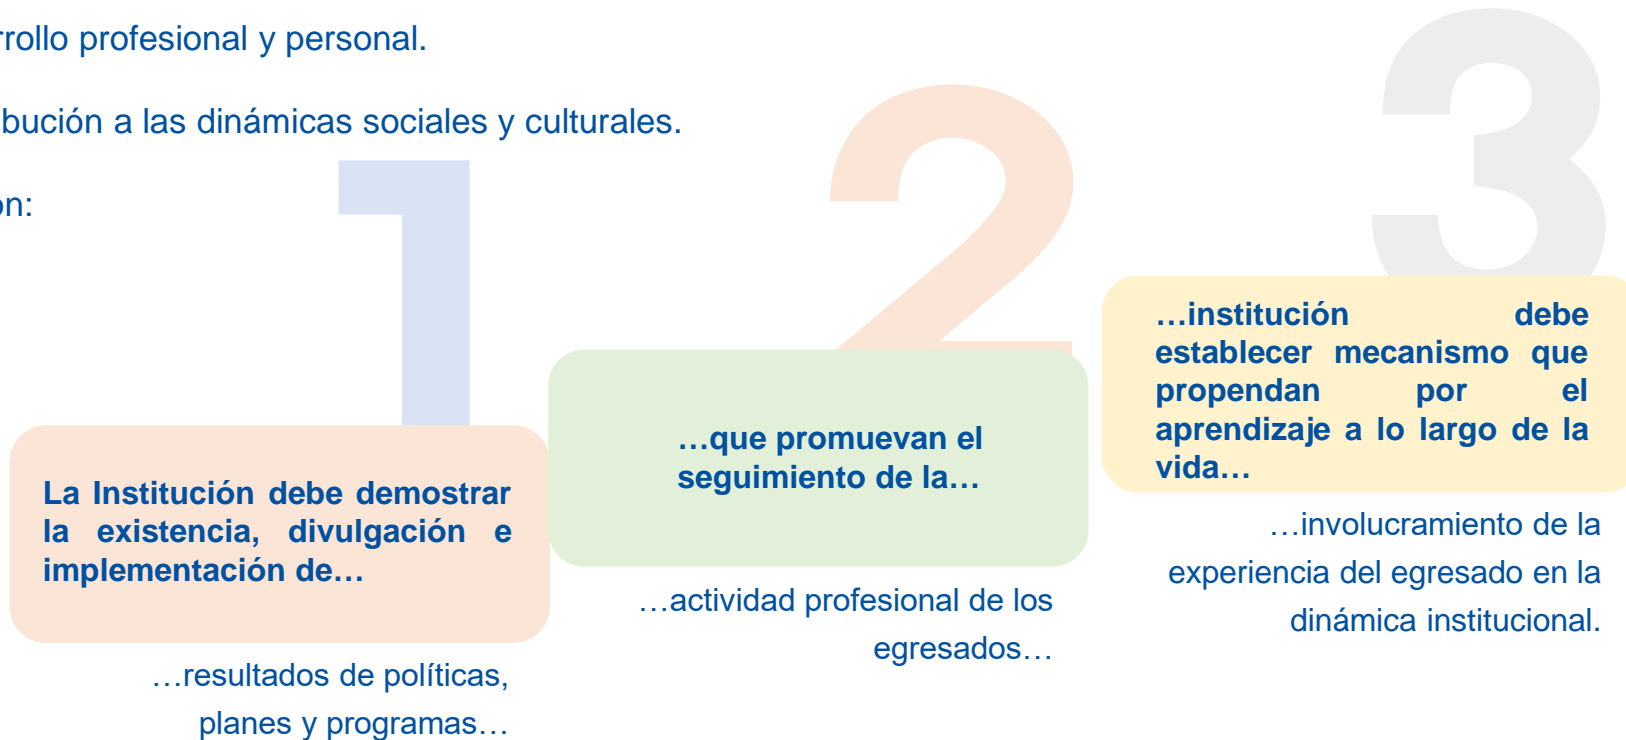 rrollo profesional y personal.
ibución a las dinámicas sociales y culturales.
ón:
1
La Institución debe demostrar
la existencia, divulgación e
implementación de…
…resultados de políticas,
planes y programas…
2
…que promuevan el
seguimiento de la…
…actividad profesional de los
egresados…
3
…institución debe
establecer mecanismo que
propendan por el
aprendizaje a lo largo de la
vida…
…involucramiento de la
experiencia del egresado en la
dinámica institucional.